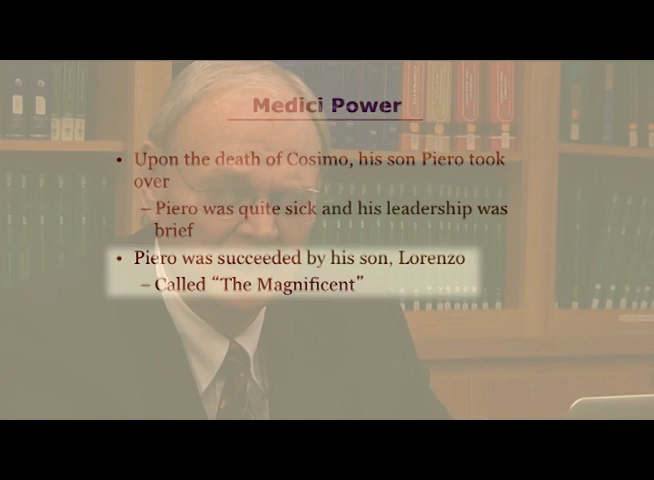 Medici Power
• Upon the death of Cosimo, his son Piero took
over
– Piero was quite sick and his leadership was
brief
• Piero was succeeded by his son, Lorenzo
– Called “The Magnificent”